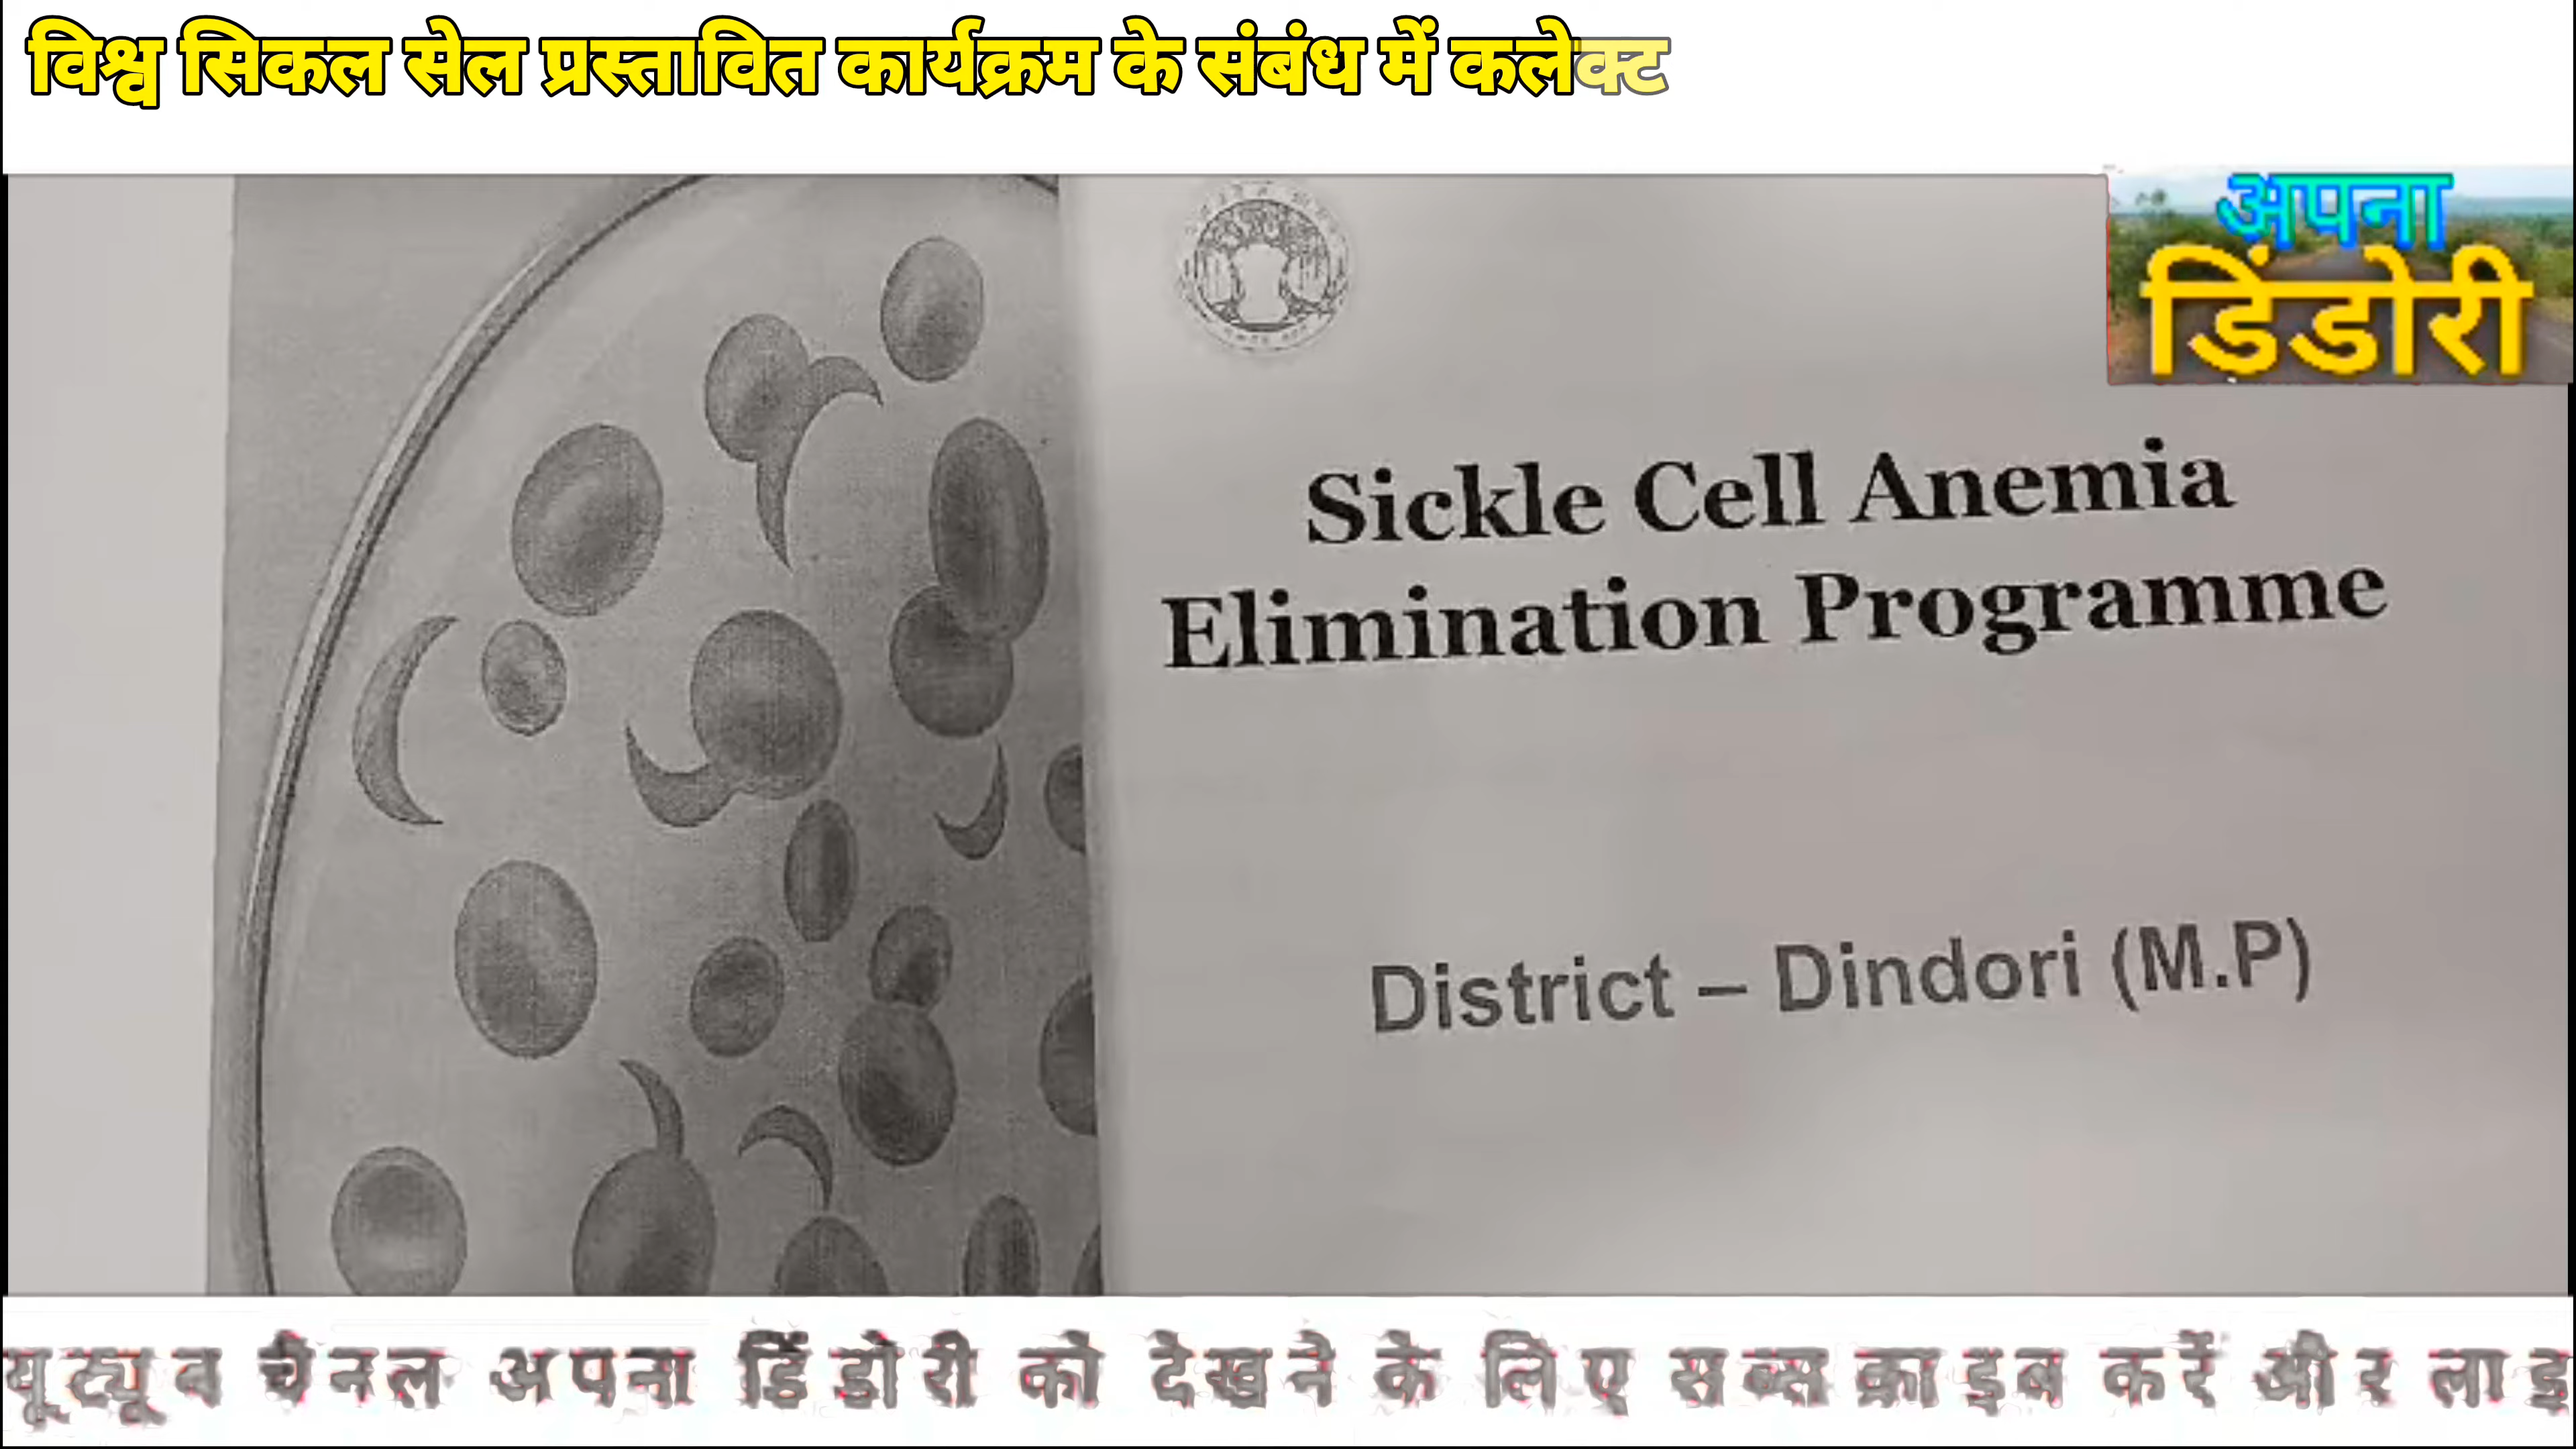 विश्व सिकल सेल प्रस्तावित कार्यक्रम के संबंध में कलेक्ट
अपना
डिंडोरी
Sickle Cell Anemia
Elimination Programme
District – Dindori (M.P)
यूट्यूब चैनल अपना डिंडोरी को देखने के लिए सब्सक्राइब करें और लाइ